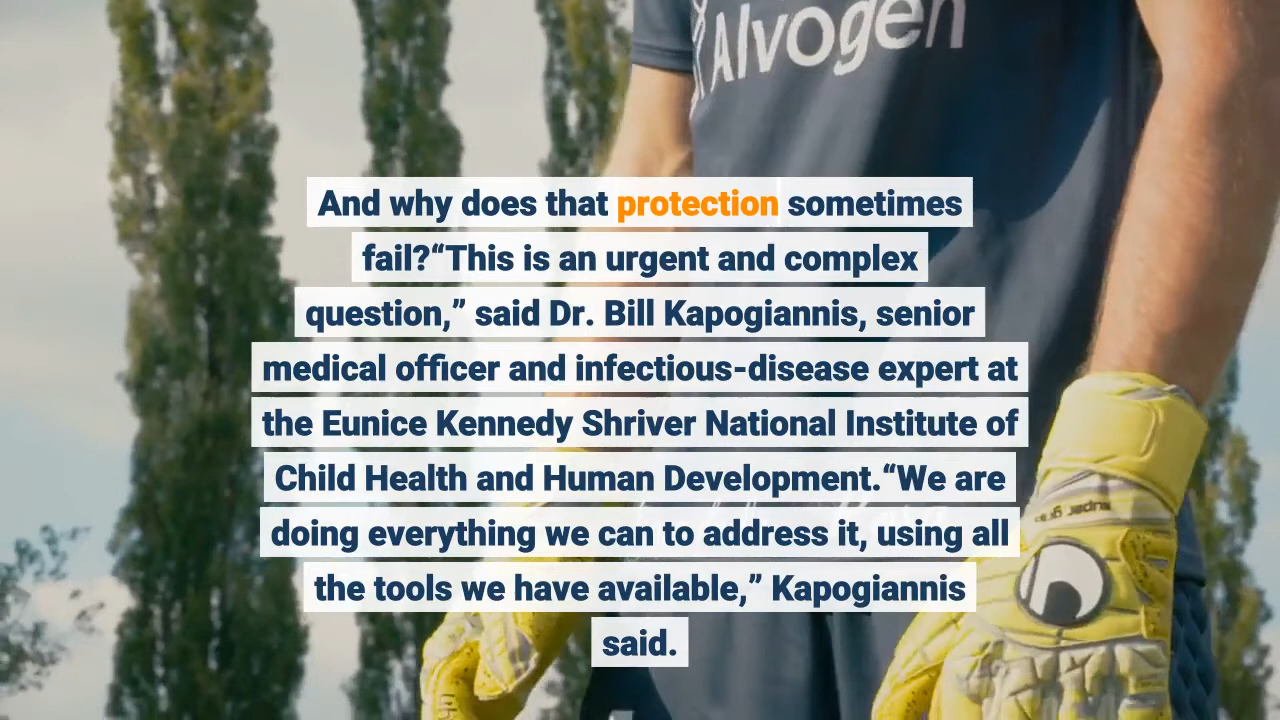 Alvogen
And why does that protection sometimes
fail?“This is an urgent and complex
question,” said Dr. Bill Kapogiannis, senior
medical officer and infectious-disease expert at
the Eunice Kennedy Shriver National Institute of
Child Health and Human Development.“We are
doing everything we can to address it, using all
the tools we have available,” Kapogiannis
said.